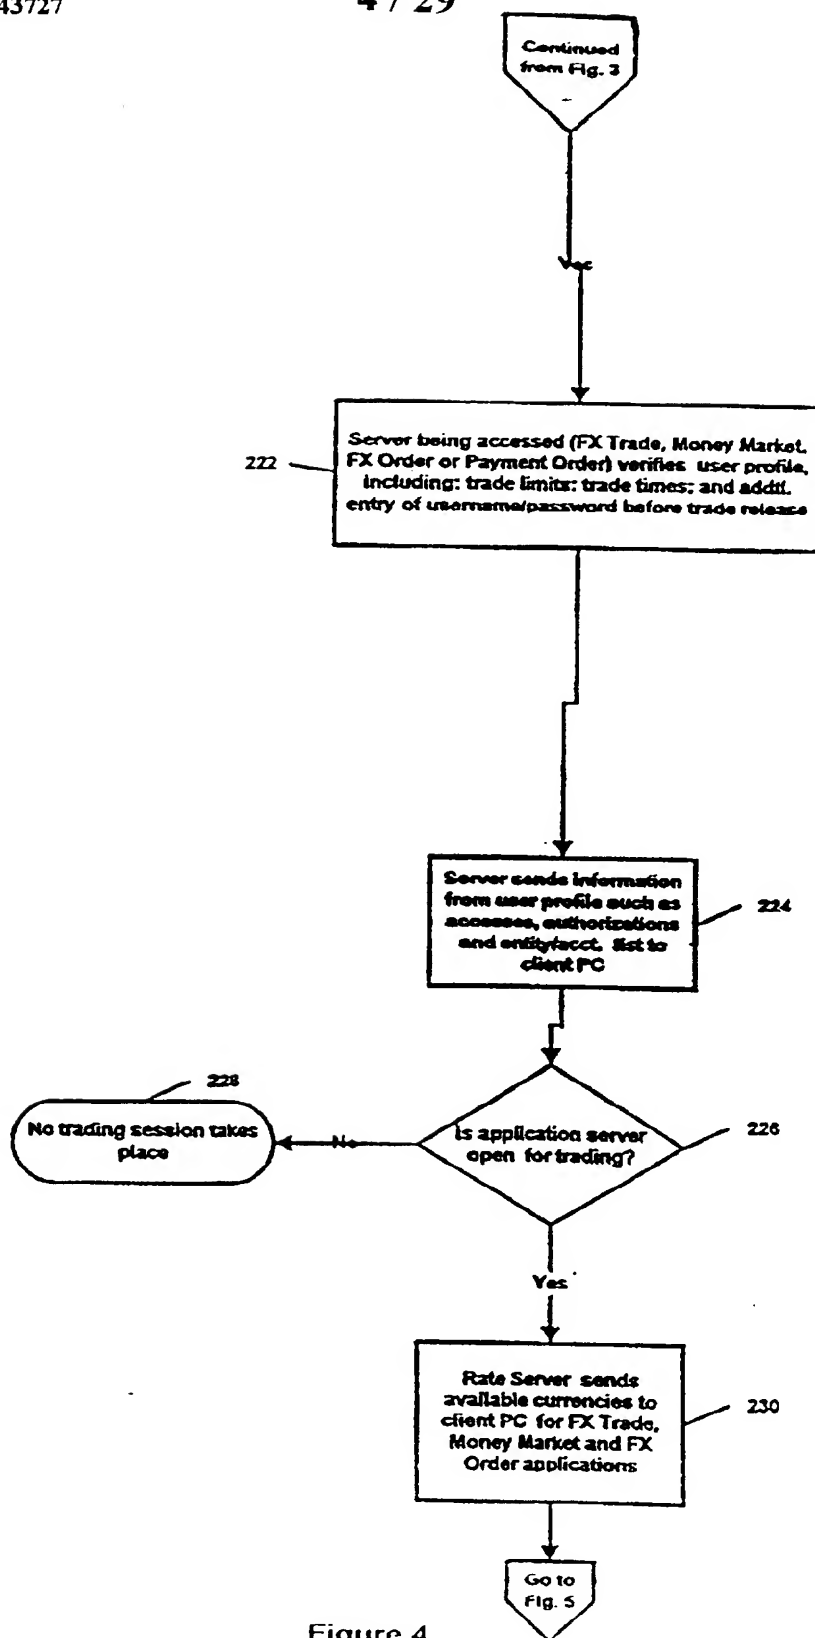 43727
4 / 29
Continued
from Fig. 3
Yes
222
Server being accessed (FX Trade, Money Market,
FX Order or Payment Order) verifies user profile,
including: trade limits; trade times; and addtl.
entry of username/password before trade release
Server sends information
from user profile such as
accesses, authorizations
and entity/acct. list to
client PC
224
228
No trading session takes
place
No
Is application server
open for trading?
226
Yes
Rate Server sends
available currencies to
client PC for FX Trade,
Money Market and FX
Order applications
230
Go to
Fig. 5
Figure 4